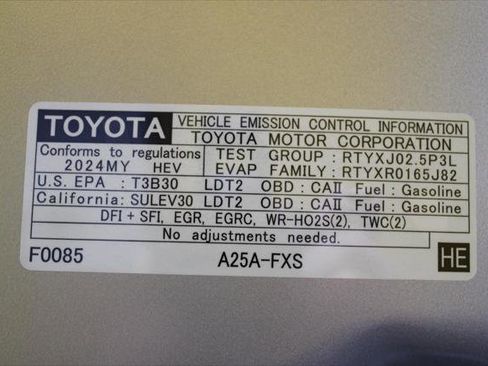 TOYOTA VEHICLE EMISSION CONTROL INFORMATION
TOYOTA MOTOR CORPORATION
Conforms to regulations TEST GROUP : RTYXJ02.5P3L
2024MY HEV EVAP FAMILY: RTYXR0165J82
U.S. EPA : T3B30 LDT2 OBD : CAII Fuel: Gasoline
California: SULEV30 LDT2 OBD : CAII Fuel: Gasoline
DFI + SFI, EGR, EGRC, WR-HO2S(2), TWC(2)
No adjustments needed.
F0085 A25A-FXS HE